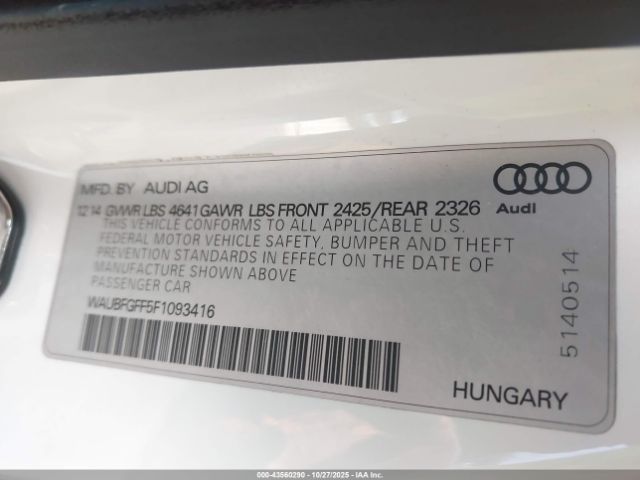 MFD. BY AUDI AG
12 14 GVWR LBS 4641 GAWR LBS FRONT 2425/REAR 2326
THIS VEHICLE CONFORMS TO ALL APPLICABLE U.S.
FEDERAL MOTOR VEHICLE SAFETY, BUMPER AND THEFT
PREVENTION STANDARDS IN EFFECT ON THE DATE OF
MANUFACTURE SHOWN ABOVE
PASSENGER CAR
WAUBFGFF5F1093416
Audi
5140514
HUNGARY
000-43560290 - 10/27/2025 - IAA Inc.